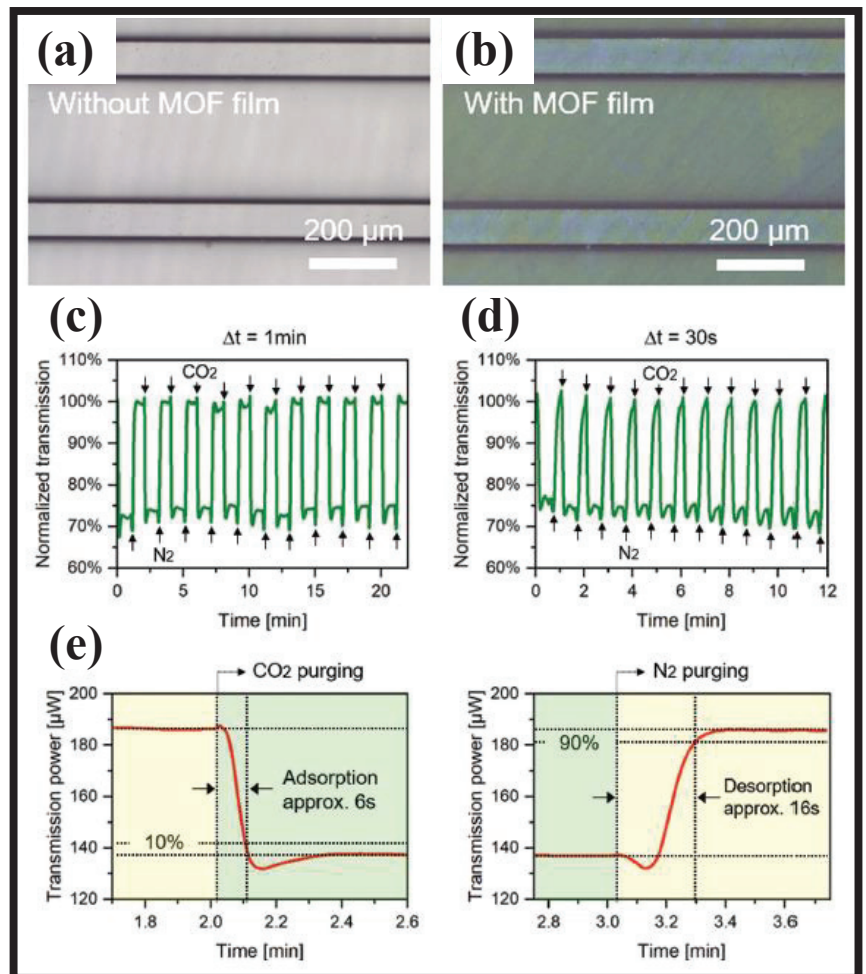 (a)
Without MOF film
200 μm
(b)
With MOF film
200 μm
(c)
Δt = 1min
110%
100%
90%
80%
70%
60%
Normalized transmission
CO2
N2
0 5 10 15 20
Time [min]
(d)
Δt = 30s
110%
100%
90%
80%
70%
60%
Normalized transmission
CO2
N2
0 2 4 6 8 10 12
Time [min]
(e)
CO2 purging
200
180
160
140
120
Transmission power [µW]
Adsorption
approx. 6s
10%
1.8 2.0 2.2 2.4 2.6
Time [min]
N2 purging
200
180
160
140
120
Transmission power [µW]
90%
Desorption
approx. 16s
2.8 3.0 3.2 3.4 3.6
Time [min]